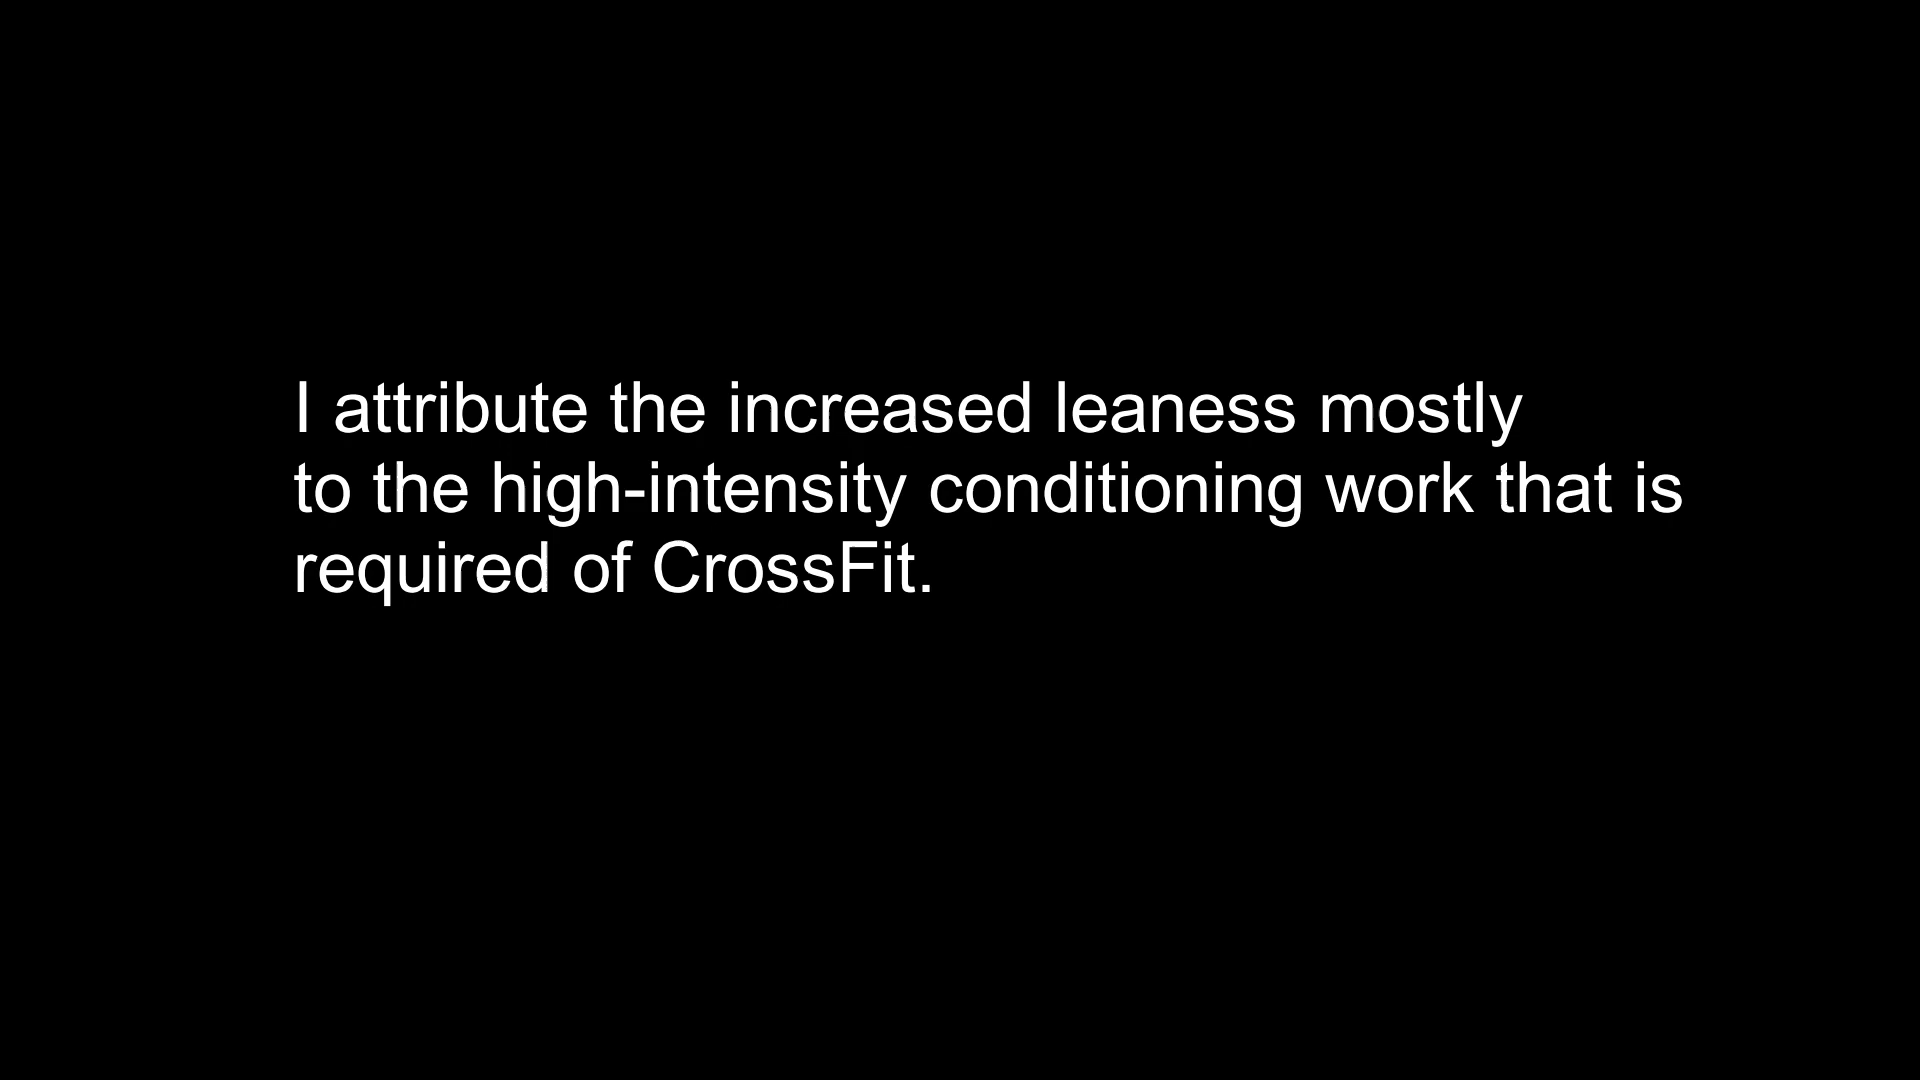 I attribute the increased leaness mostly
to the high-intensity conditioning work that is
required of CrossFit.